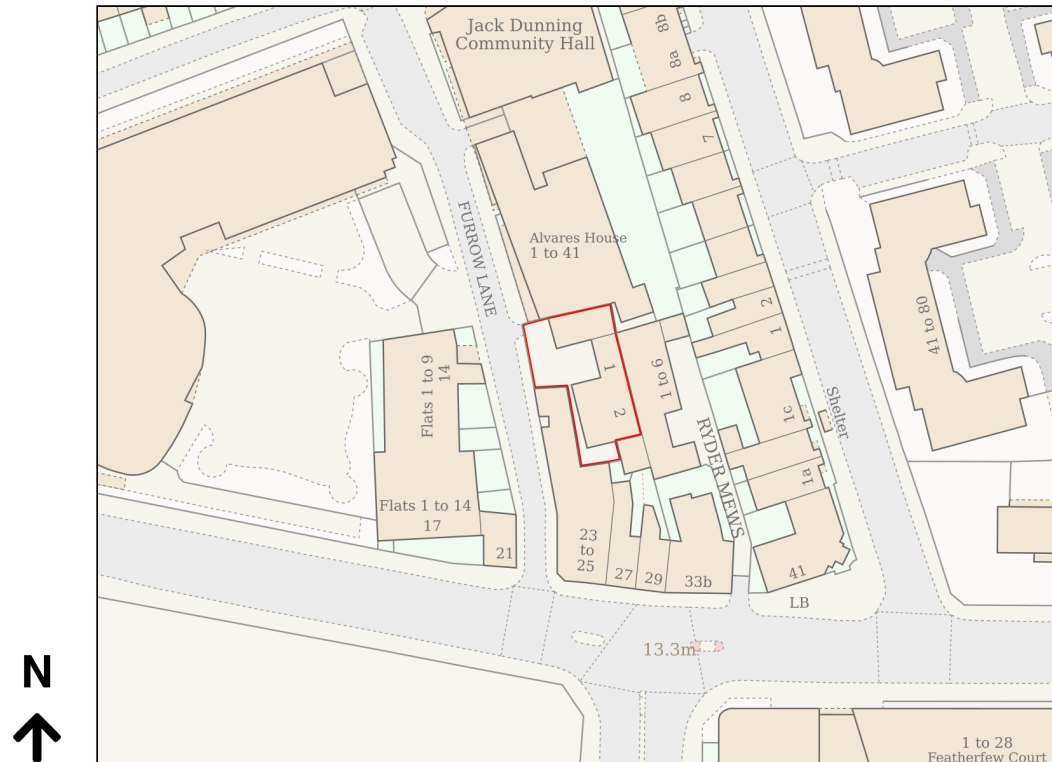 Jack Dunning
Community Hall
8b
8a
8
7
FURROW LANE
Alvares House
1 to 41
2
1
41 to 80
Flats 1 to 9
14
1
2
1 to 6
1c
Shelter
RYDER MEWS
1a
Flats 1 to 14
17
21
23
to
25
27
29
33b
41
LB
13.3m
N
1 to 28
Featherfew Court